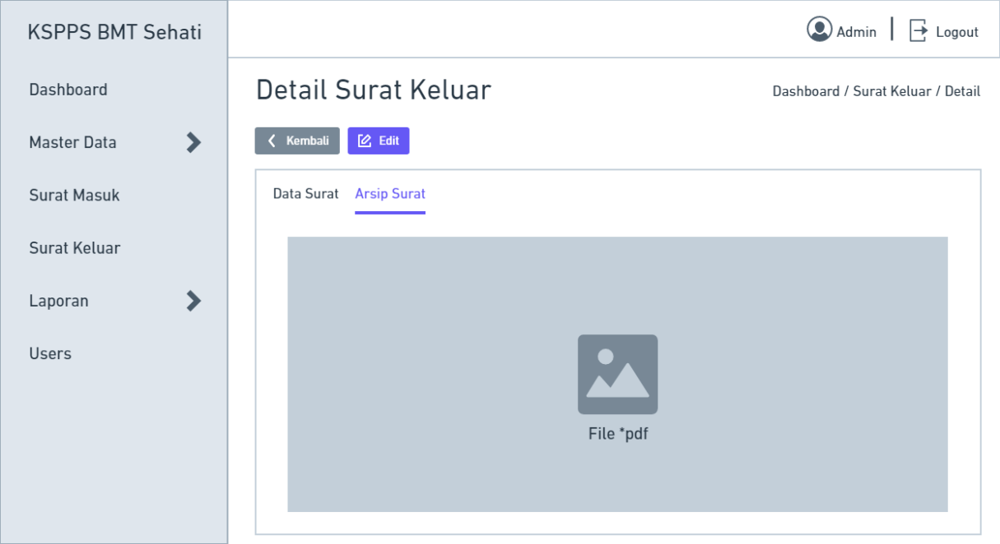 KSPPS BMT Sehati
Admin
Logout
Dashboard
Master Data
Surat Masuk
Surat Keluar
Laporan
Users
Detail Surat Keluar
Dashboard / Surat Keluar / Detail
Kembali
Edit
Data Surat
Arsip Surat
File *pdf